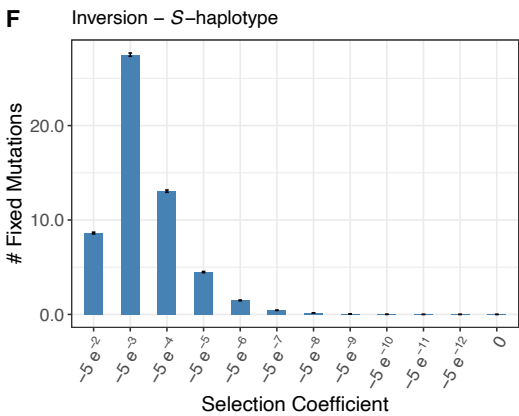 F
Inversion – S–haplotype
# Fixed Mutations
20.0
10.0
0.0
−5 e⁻²
−5 e⁻³
−5 e⁻⁴
−5 e⁻⁵
−5 e⁻⁶
−5 e⁻⁷
−5 e⁻⁸
−5 e⁻⁹
−5 e⁻¹⁰
−5 e⁻¹¹
−5 e⁻¹²
0
Selection Coefficient